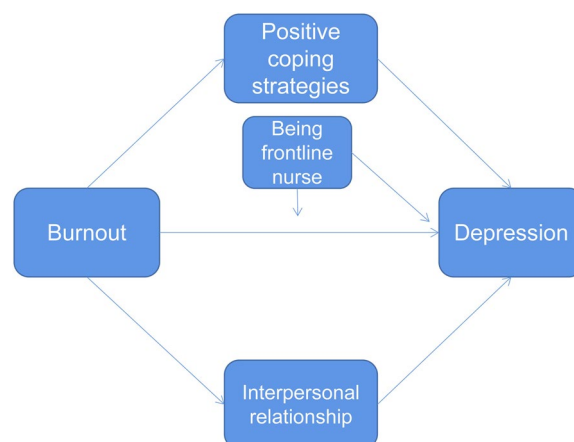 Positive
coping
strategies
Being
frontline
nurse
Burnout
Depression
Interpersonal
relationship